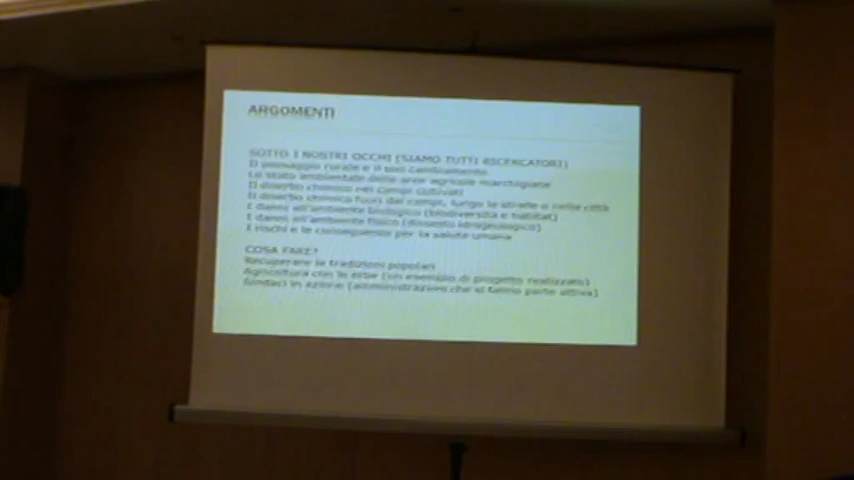 ARGOMENTI
SOTTO I NOSTRI OCCHI (SIAMO TUTTI RICERCATORI)
Il paesaggio rurale e il suo cambiamento
Lo stato ambientale delle aree agricole marchigiane
Il diserbo chimico nei campi coltivati
Il diserbo chimico fuori dai campi, lungo le strade e nelle città
I danni all'ambiente biologico (biodiversità e habitat)
I danni all'ambiente fisico (dissesto idrogeologico)
I rischi e le conseguenze per la salute umana
COSA FARE?
Recuperare le tradizioni popolari
Agricoltura con le erbe (un esempio di progetto realizzato)
Sindaci in azione (amministrazioni che si fanno parte attiva)